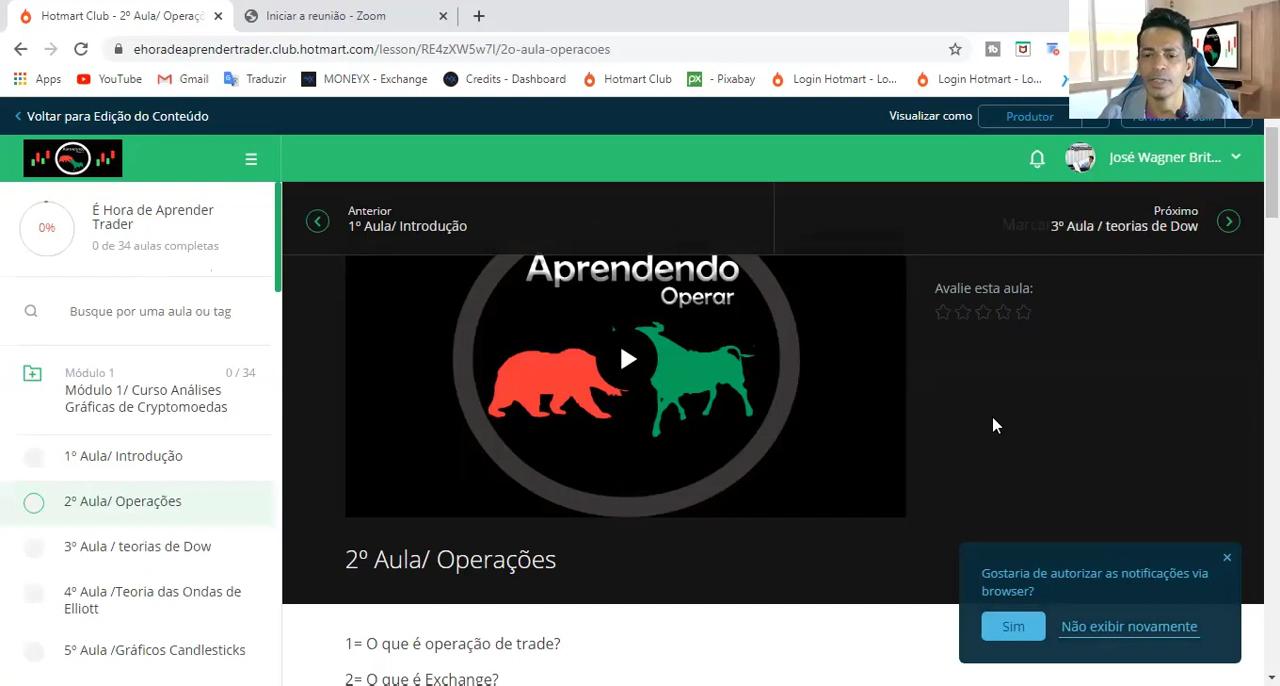 Hotmart Club - 2º Aula/ Operaçõ
Iniciar a reunião - Zoom
ehoradeaprendertrader.club.hotmart.com/lesson/RE4zXW5w7l/2o-aula-operacoes
Apps
YouTube
Gmail
Traduzir
MONEYX - Exchange
Credits - Dashboard
Hotmart Club
px
- Pixabay
Login Hotmart - Lo...
Login Hotmart - Lo...
Voltar para Edição do Conteúdo
Visualizar como
Produtor
José Wagner Brit...
0%
É Hora de Aprender
Trader
0 de 34 aulas completas
Busque por uma aula ou tag
Módulo 1
0 / 34
Módulo 1/ Curso Análises
Gráficas de Cryptomoedas
1º Aula/ Introdução
2º Aula/ Operações
3º Aula / teorias de Dow
4º Aula /Teoria das Ondas de
Elliott
5º Aula /Gráficos Candlesticks
Anterior
1º Aula/ Introdução
Próximo
3º Aula / teorias de Dow
Aprendendo
Operar
Avalie esta aula:
2º Aula/ Operações
1= O que é operação de trade?
2= O que é Exchange?
Gostaria de autorizar as notificações via
browser?
Sim
Não exibir novamente